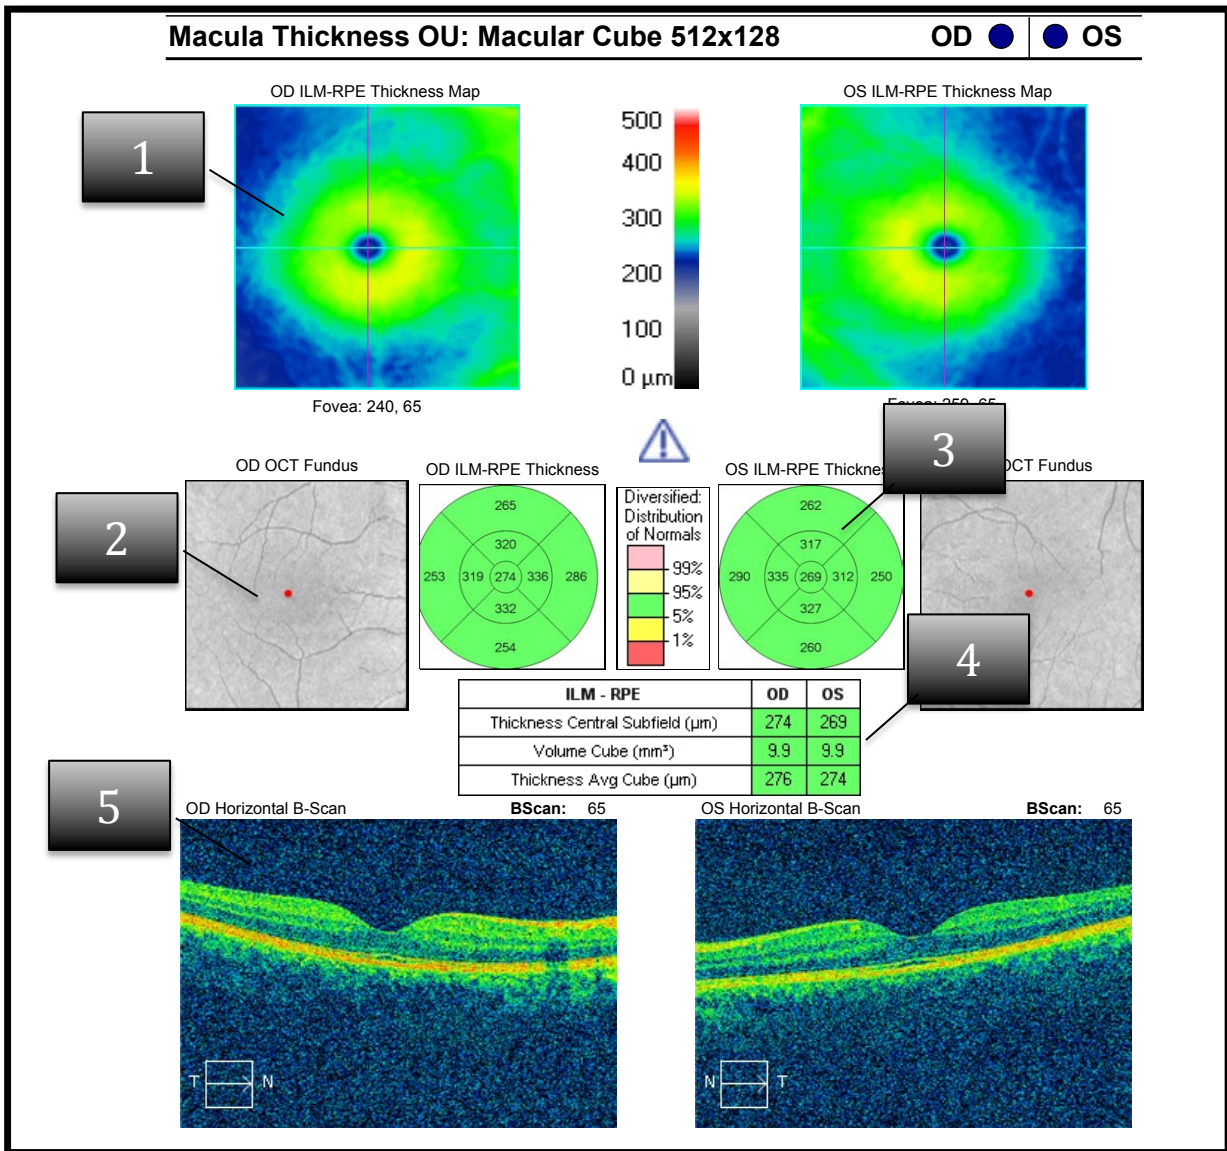 Macula Thickness OU: Macular Cube 512x128 OD OS
OD ILM-RPE Thickness Map
OS ILM-RPE Thickness Map
1
500
400
300
200
100
0 µm
Fovea: 240, 65
Fovea: 250, 65
3
OD OCT Fundus
OD ILM-RPE Thickness
OS ILM-RPE Thickness
OCT Fundus
2
265
320
253 319 274 336 286
332
254
Diversified:
Distribution
of Normals
99%
95%
5%
1%
262
317
290 335 269 312 250
327
260
4
ILM - RPE OD OS
Thickness Central Subfield (µm) 274 269
Volume Cube (mm³) 9.9 9.9
Thickness Avg Cube (µm) 276 274
5
OD Horizontal B-Scan BScan: 65
OS Horizontal B-Scan BScan: 65
T N
N T